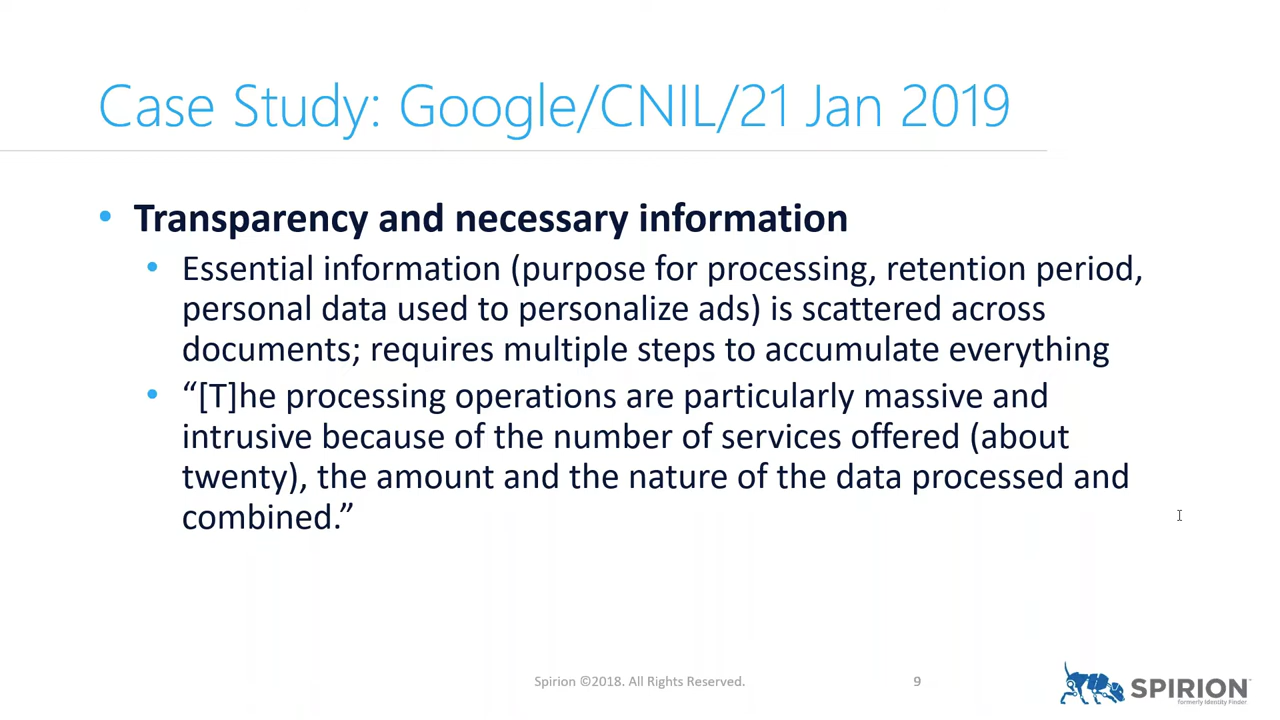 Case Study: Google/CNIL/21 Jan 2019
• Transparency and necessary information
• Essential information (purpose for processing, retention period,
personal data used to personalize ads) is scattered across
documents; requires multiple steps to accumulate everything
• “[T]he processing operations are particularly massive and
intrusive because of the number of services offered (about
twenty), the amount and the nature of the data processed and
combined.”
Spirion ©2018. All Rights Reserved.
9
SPIRION
formerly Identity Finder